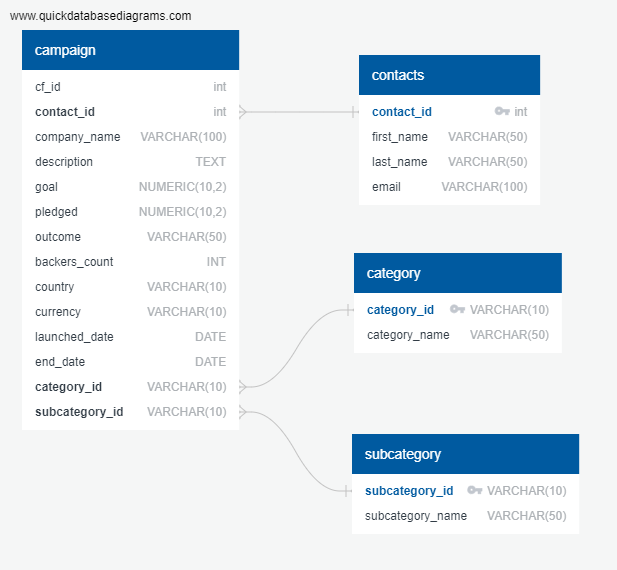 www.quickdatabasediagrams.com
campaign
cf_id int
contact_id int
company_name VARCHAR(100)
description TEXT
goal NUMERIC(10,2)
pledged NUMERIC(10,2)
outcome VARCHAR(50)
backers_count INT
country VARCHAR(10)
currency VARCHAR(10)
launched_date DATE
end_date DATE
category_id VARCHAR(10)
subcategory_id VARCHAR(10)
contacts
contact_id int
first_name VARCHAR(50)
last_name VARCHAR(50)
email VARCHAR(100)
category
category_id VARCHAR(10)
category_name VARCHAR(50)
subcategory
subcategory_id VARCHAR(10)
subcategory_name VARCHAR(50)